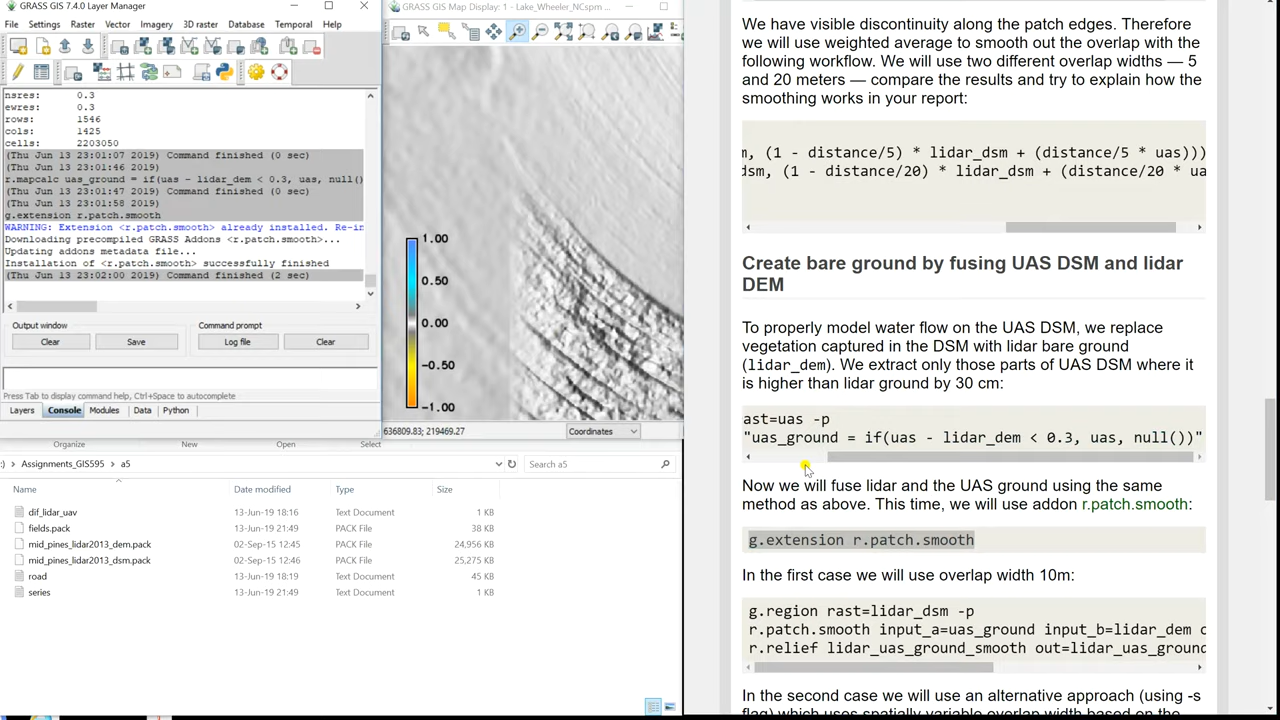 GRASS GIS 7.4.0 Layer Manager
File Settings Raster Vector Imagery 3D raster Database Temporal Help
nsres: 0.3
ewres: 0.3
rows: 1546
cols: 1425
cells: 2203050
(Thu Jun 13 23:01:07 2019) Command finished (0 sec)
(Thu Jun 13 23:01:46 2019)
r.mapcalc uas_ground = if(uas - lidar_dem < 0.3, uas, null()
(Thu Jun 13 23:01:47 2019) Command finished (0 sec)
(Thu Jun 13 23:01:58 2019)
g.extension r.patch.smooth
WARNING: Extension <r.patch.smooth> already installed. Re-in
Downloading precompiled GRASS Addons <r.patch.smooth>...
Updating addons metadata file...
Installation of <r.patch.smooth> successfully finished
(Thu Jun 13 23:02:00 2019) Command finished (2 sec)
Output window Command prompt
Clear Save Log file Clear
Press Tab to display command help, Ctrl+Space to autocomplete
Layers Console Modules Data Python
GRASS GIS Map Display: 1 - Lake_Wheeler_NCspm
1.00
0.50
0.00
-0.50
-1.00
636809.83; 219469.27 Coordinates
Organize New Open Select
Assignments_GIS595 a5 Search a5
Name Date modified Type Size
dif_lidar_uav 13-Jun-19 18:16 Text Document 1 KB
fields.pack 13-Jun-19 21:49 PACK File 38 KB
mid_pines_lidar2013_dem.pack 02-Sep-15 12:45 PACK File 24,956 KB
mid_pines_lidar2013_dsm.pack 02-Sep-15 12:46 PACK File 25,275 KB
road 13-Jun-19 18:19 Text Document 45 KB
series 13-Jun-19 21:49 Text Document 1 KB
We have visible discontinuity along the patch edges. Therefore
we will use weighted average to smooth out the overlap with the
following workflow. We will use two different overlap widths — 5
and 20 meters — compare the results and try to explain how the
smoothing works in your report:
m, (1 - distance/5) * lidar_dsm + (distance/5 * uas)))
dsm, (1 - distance/20) * lidar_dsm + (distance/20 * ua
Create bare ground by fusing UAS DSM and lidar
DEM
To properly model water flow on the UAS DSM, we replace
vegetation captured in the DSM with lidar bare ground
(lidar_dem). We extract only those parts of UAS DSM where it
is higher than lidar ground by 30 cm:
ast=uas -p
"uas_ground = if(uas - lidar_dem < 0.3, uas, null())"
Now we will fuse lidar and the UAS ground using the same
method as above. This time, we will use addon r.patch.smooth:
g.extension r.patch.smooth
In the first case we will use overlap width 10m:
g.region rast=lidar_dsm -p
r.patch.smooth input_a=uas_ground input_b=lidar_dem c
r.relief lidar_uas_ground_smooth out=lidar_uas_ground
In the second case we will use an alternative approach (using -s
flag) which uses spatially variable overlap width based on the